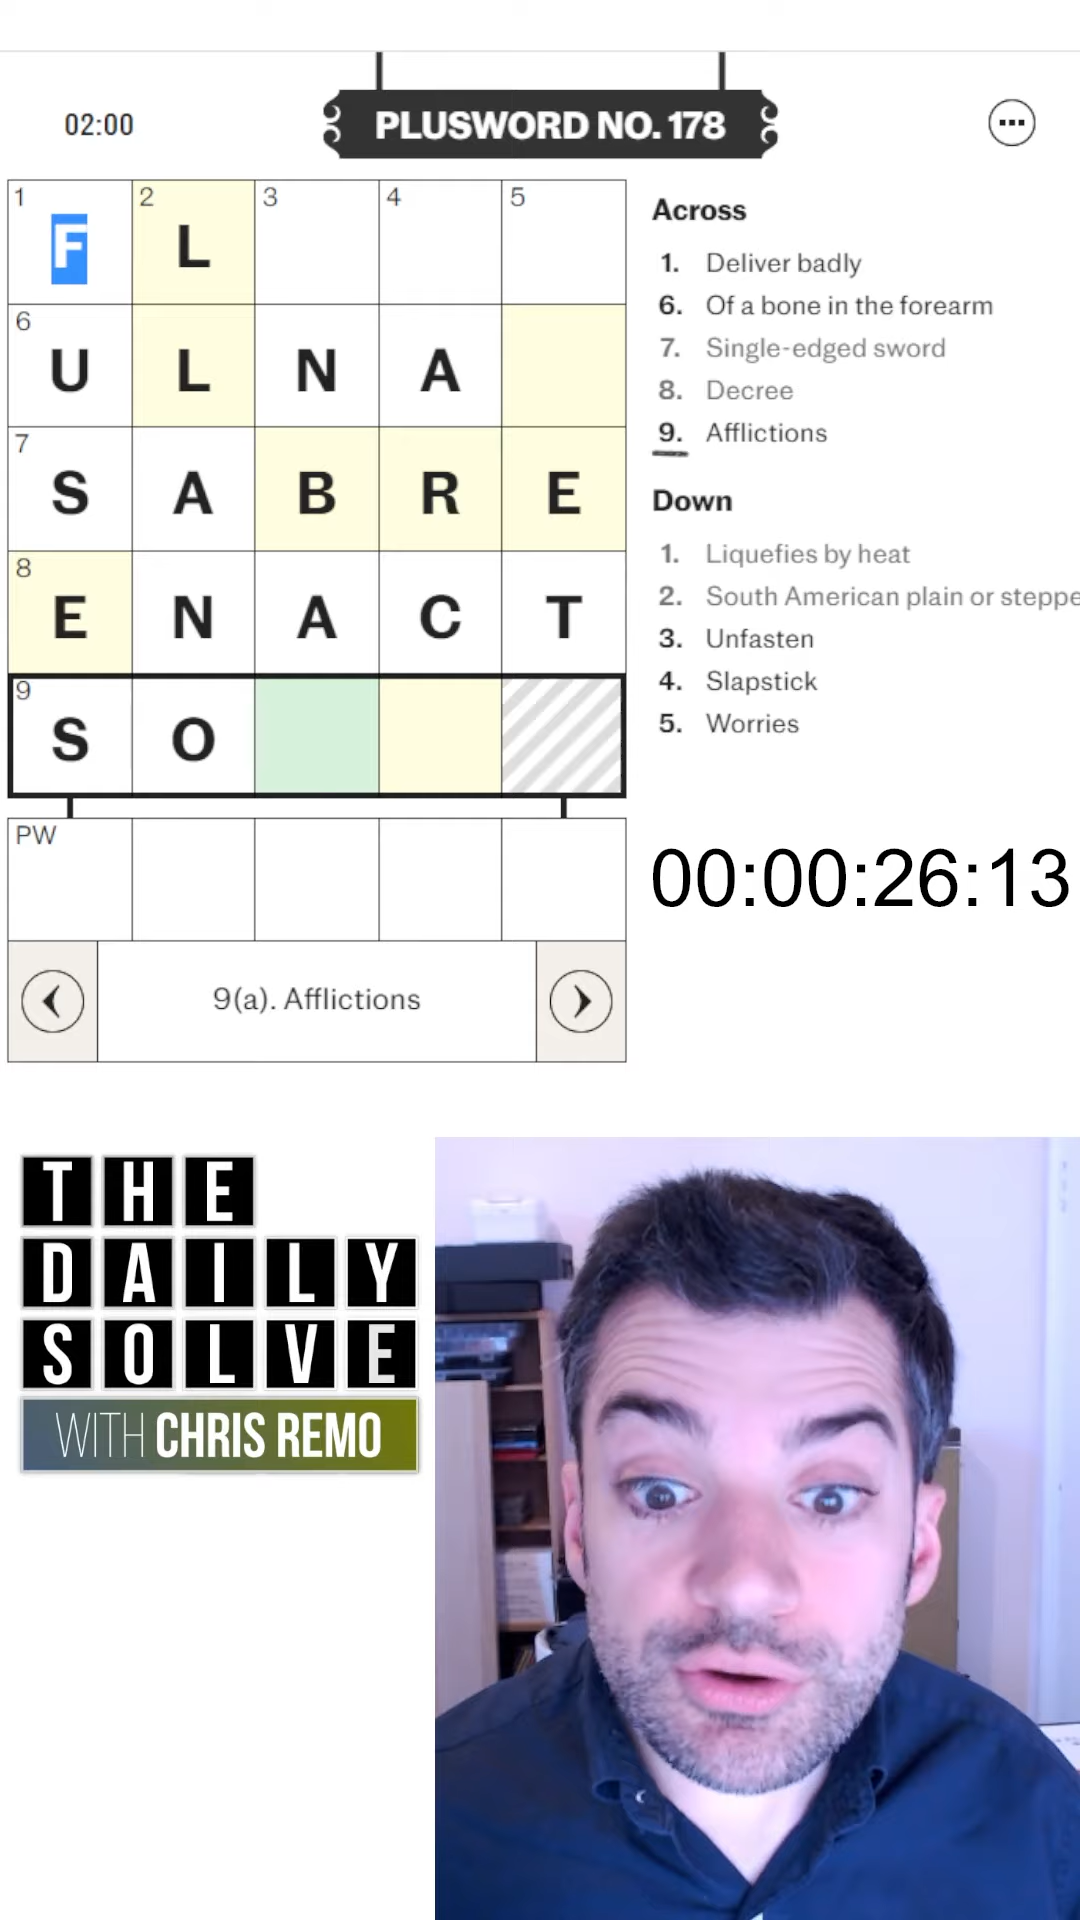 02:00
PLUSWORD NO. 178
1 F 2 L 3 4 5
6 U L N A
7 S A B R E
8 E N A C T
9 S O
PW
9(a). Afflictions
Across
1. Deliver badly
6. Of a bone in the forearm
7. Single-edged sword
8. Decree
9. Afflictions
Down
1. Liquefies by heat
2. South American plain or steppe
3. Unfasten
4. Slapstick
5. Worries
00:00:26:13
THE
DAILY
SOLVE
WITH CHRIS REMO